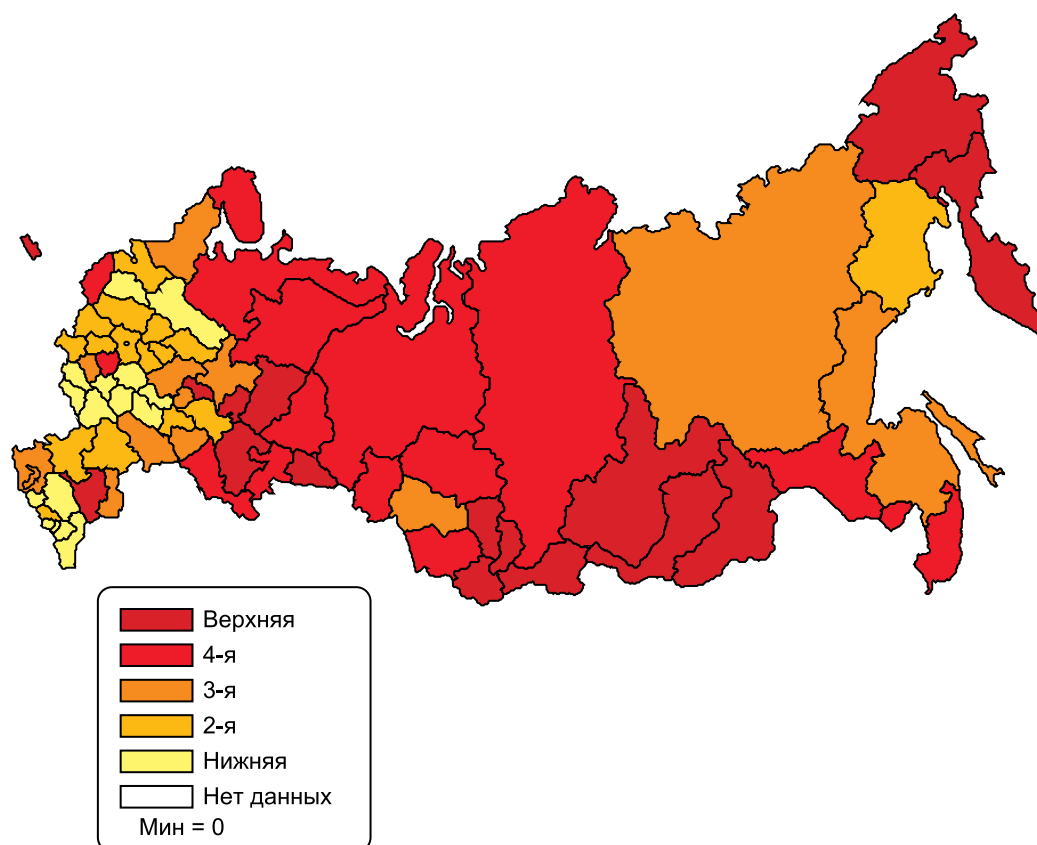 Верхняя
4-я
3-я
2-я
Нижняя
Нет данных
Мин = 0